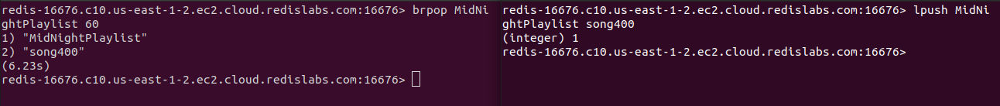 redis-16676.c10.us-east-1-2.ec2.cloud.redislabs.com:16676> brpop MidNi
ghtPlaylist 60
1) "MidNightPlaylist"
2) "song400"
(6.23s)
redis-16676.c10.us-east-1-2.ec2.cloud.redislabs.com:16676>
redis-16676.c10.us-east-1-2.ec2.cloud.redislabs.com:16676> lpush MidNi
ghtPlaylist song400
(integer) 1
redis-16676.c10.us-east-1-2.ec2.cloud.redislabs.com:16676>